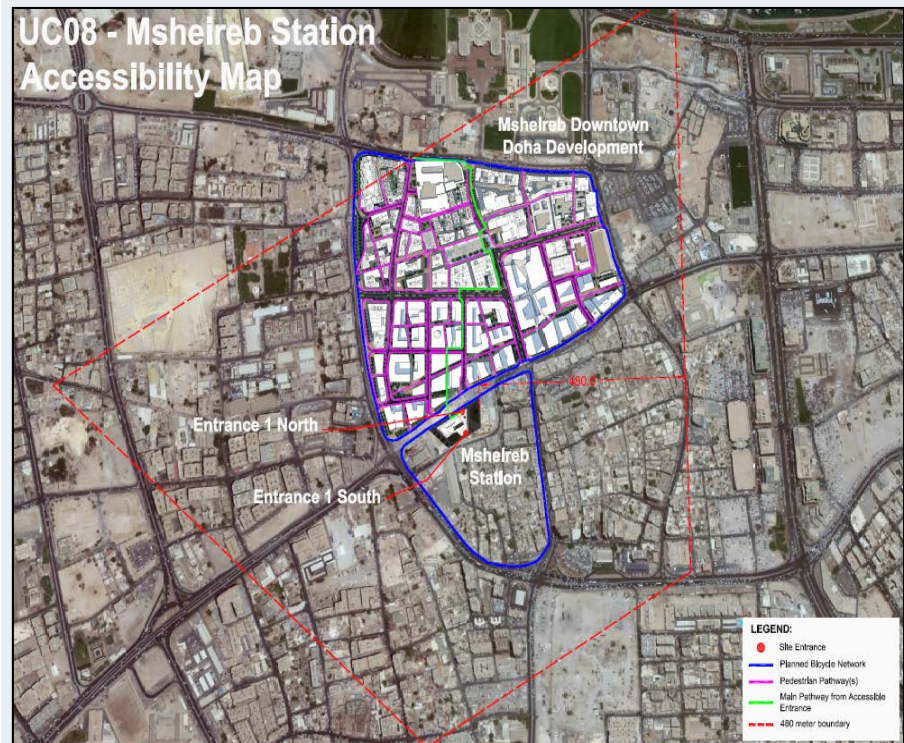 UC08 - Msheireb Station
Accessibility Map
Msheireb Downtown
Doha Development
480.0
Entrance 1 North
Msheireb
Station
Entrance 1 South
LEGEND:
Site Entrance
Planned Bicycle Network
Pedestrian Pathway(s)
Main Pathway from Accessible
Entrance
480 meter boundary